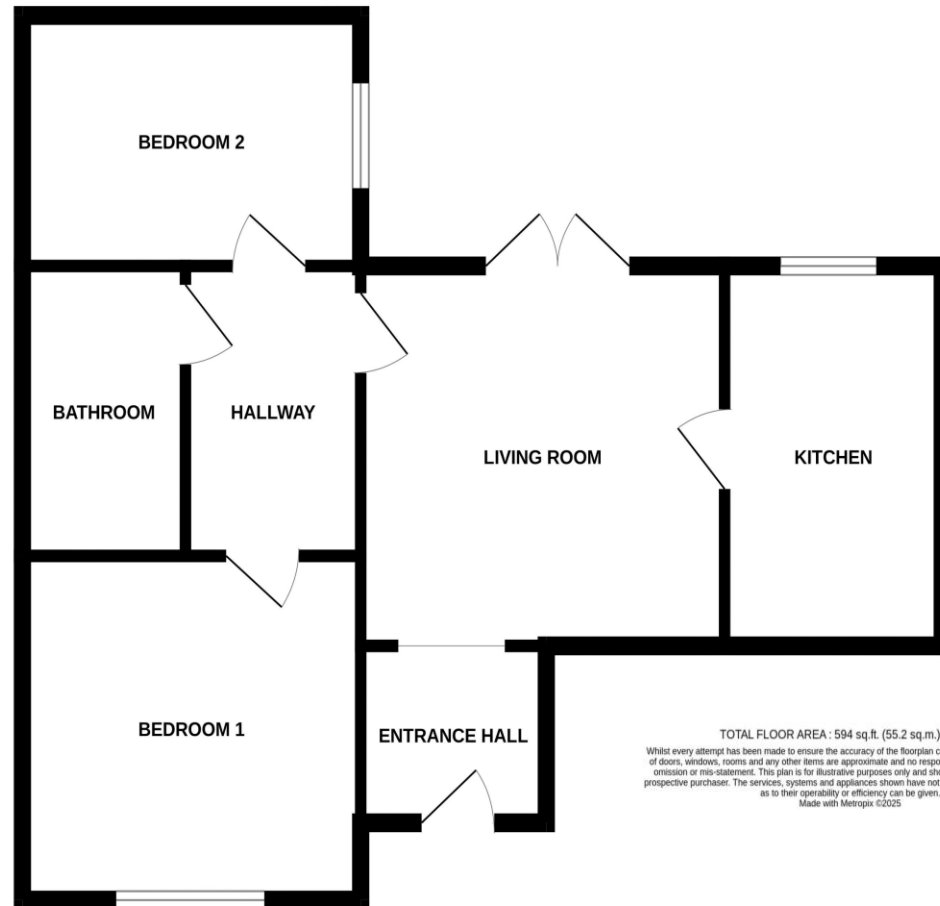 BEDROOM 2
BATHROOM
HALLWAY
LIVING ROOM
KITCHEN
BEDROOM 1
ENTRANCE HALL
TOTAL FLOOR AREA : 594 sq.ft. (55.2 sq.m.)
Whilst every attempt has been made to ensure the accuracy of the floorplan c
of doors, windows, rooms and any other items are approximate and no respo
omission or mis-statement. This plan is for illustrative purposes only and sho
prospective purchaser. The services, systems and appliances shown have not
as to their operability or efficiency can be given.
Made with Metropix ©2025